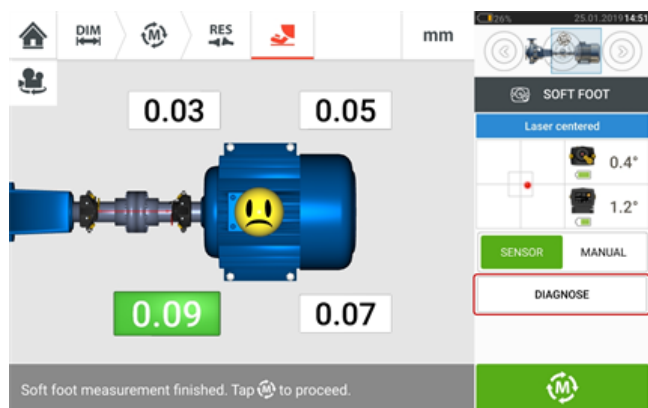 DIM
M
RES
mm
26%
25.01.2019 14:51
SOFT FOOT
Laser centered
0.03
0.05
0.4°
1.2°
SENSOR
MANUAL
DIAGNOSE
0.09
0.07
Soft foot measurement finished. Tap M to proceed.
M